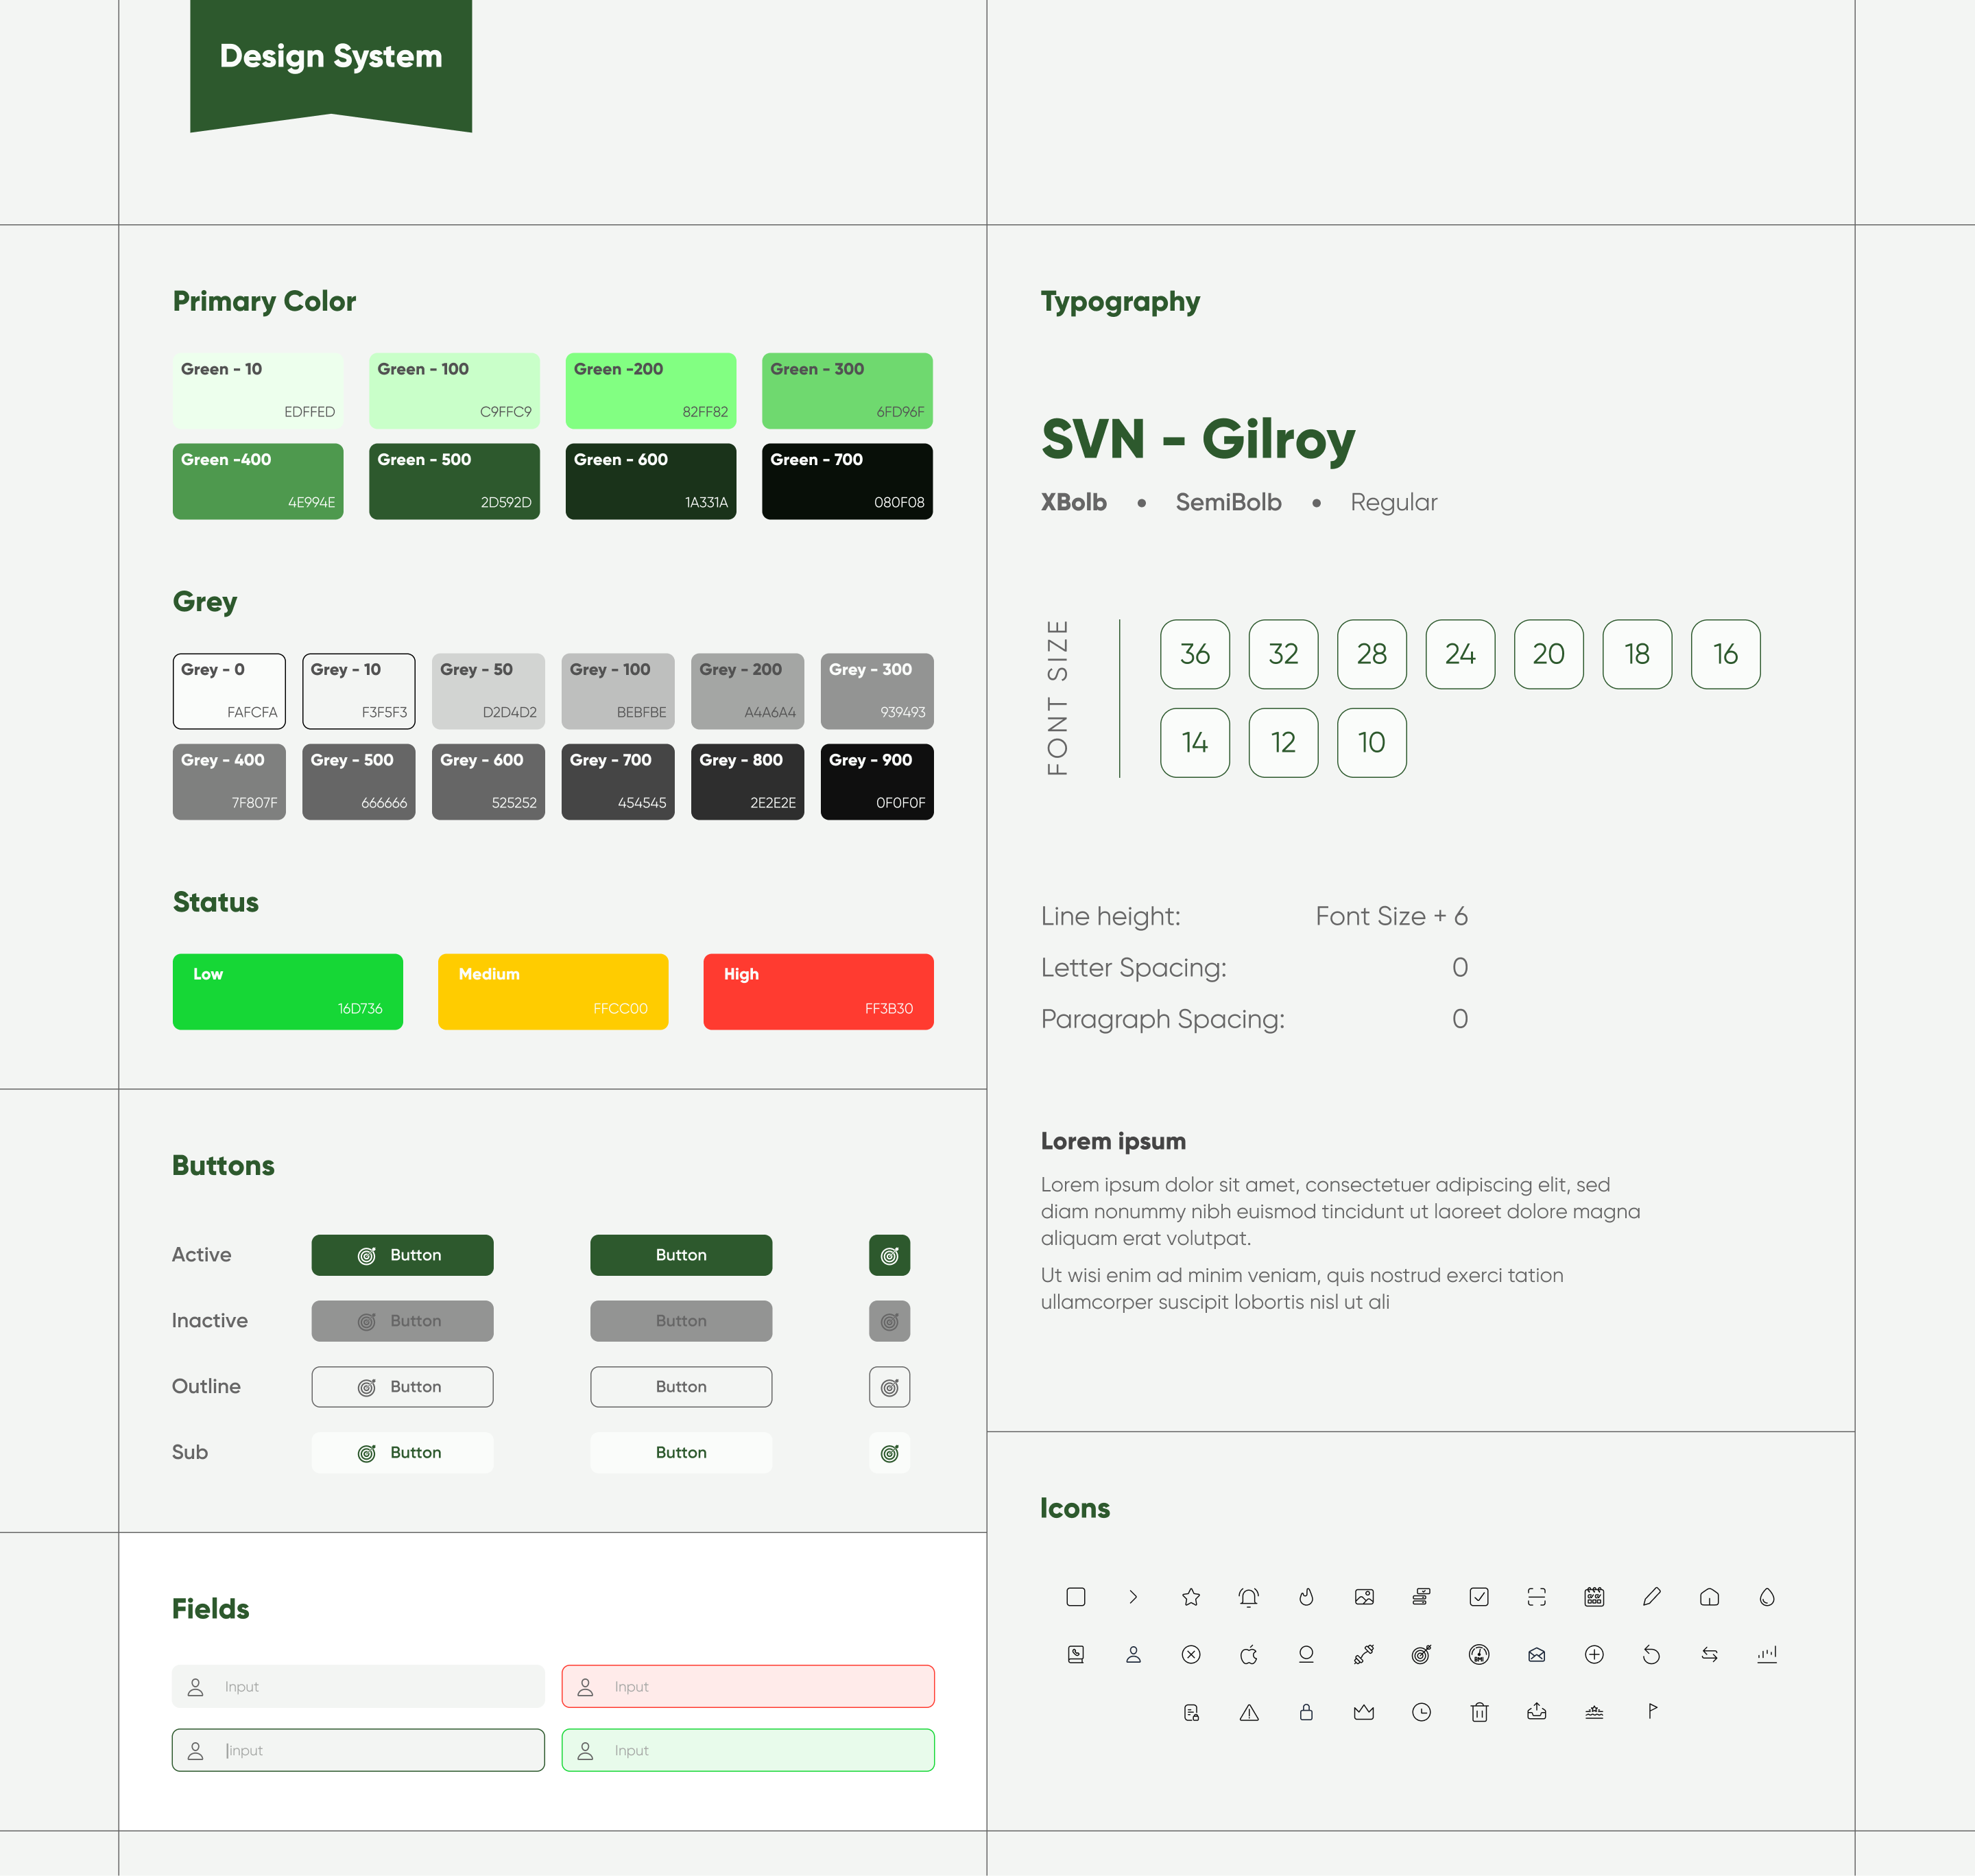 Design System
Primary Color
Green - 10
EDFFED
Green - 100
C9FFC9
Green -200
82FF82
Green - 300
6FD96F
Green -400
4E994E
Green - 500
2D592D
Green - 600
1A331A
Green - 700
080F08
Grey
Grey - 0
FAFCFA
Grey - 10
F3F5F3
Grey - 50
D2D4D2
Grey - 100
BEBFBE
Grey - 200
A4A6A4
Grey - 300
939493
Grey - 400
7F807F
Grey - 500
666666
Grey - 600
525252
Grey - 700
454545
Grey - 800
2E2E2E
Grey - 900
0F0F0F
Status
Low
16D736
Medium
FFCC00
High
FF3B30
Buttons
Active
Button
Button
Inactive
Button
Button
Outline
Button
Button
Sub
Button
Button
Fields
Input
Input
input
Input
Typography
SVN - Gilroy
XBolb • SemiBolb • Regular
FONT SIZE
36 32 28 24 20 18 16
14 12 10
Line height: Font Size + 6
Letter Spacing: 0
Paragraph Spacing: 0
Lorem ipsum
Lorem ipsum dolor sit amet, consectetuer adipiscing elit, sed
diam nonummy nibh euismod tincidunt ut laoreet dolore magna
aliquam erat volutpat.
Ut wisi enim ad minim veniam, quis nostrud exerci tation
ullamcorper suscipit lobortis nisl ut ali
Icons